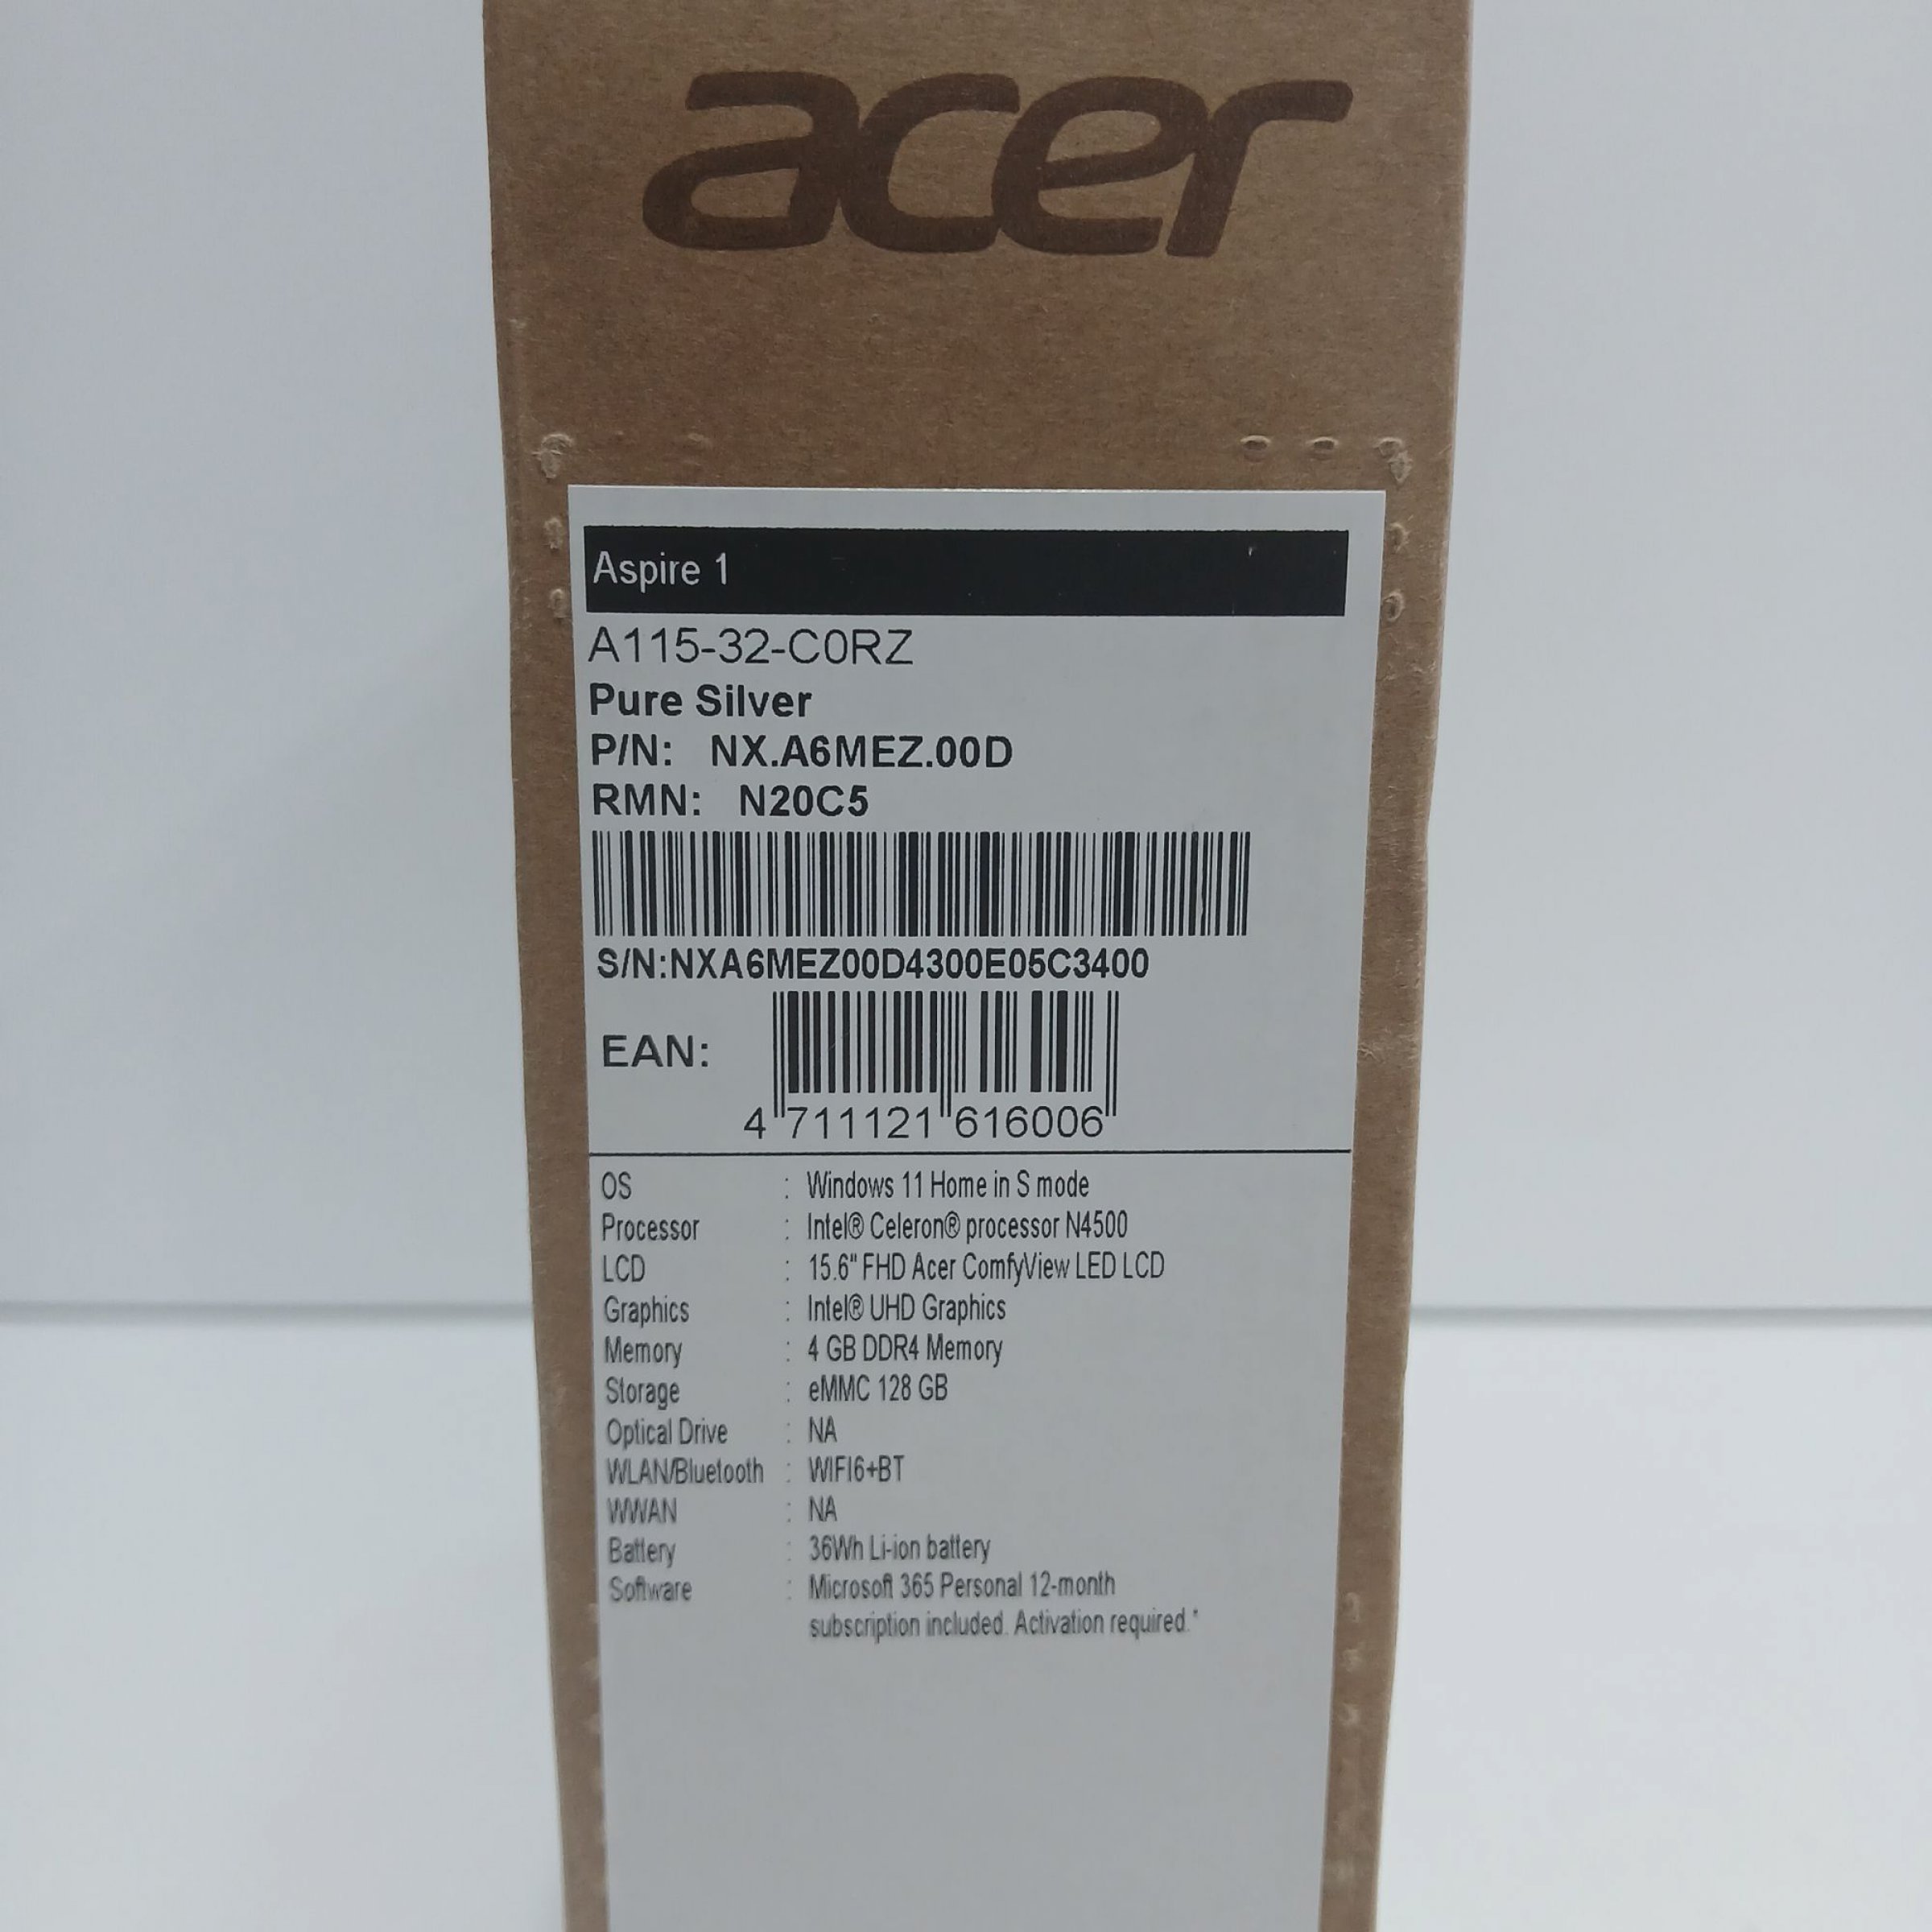 acer
Aspire 1
A115-32-C0RZ
Pure Silver
P/N: NX.A6MEZ.00D
RMN: N20C5
S/N:NXA6MEZ00D4300E05C3400
EAN:
4 711121 616006
OS : Windows 11 Home in S mode
Processor : Intel® Celeron® processor N4500
LCD : 15.6" FHD Acer ComfyView LED LCD
Graphics : Intel® UHD Graphics
Memory : 4 GB DDR4 Memory
Storage : eMMC 128 GB
Optical Drive : NA
WLAN/Bluetooth : WIFI6+BT
WWAN : NA
Battery : 36Wh Li-ion battery
Software : Microsoft 365 Personal 12-month
subscription included. Activation required.*